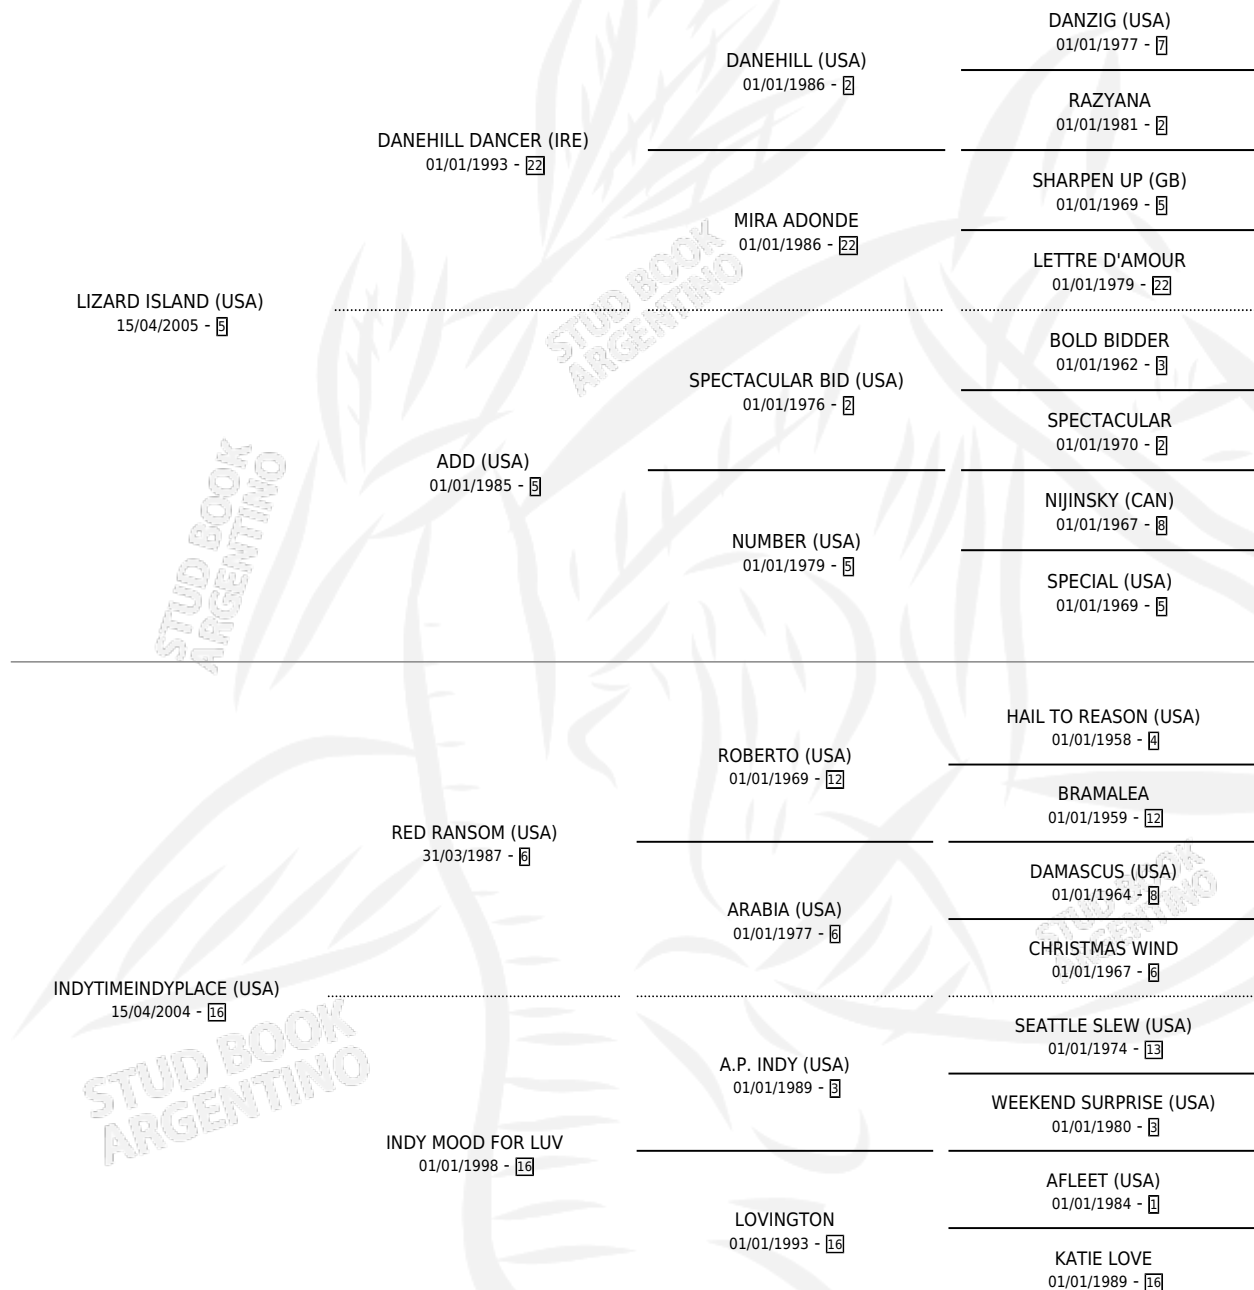 DANZIG (USA)
01/01/1977 - 7
DANEHILL (USA)
01/01/1986 - 2
RAZYANA
01/01/1981 - 2
DANEHILL DANCER (IRE)
01/01/1993 - 22
SHARPEN UP (GB)
01/01/1969 - 5
MIRA ADONDE
01/01/1986 - 22
LETTRE D'AMOUR
01/01/1979 - 22
LIZARD ISLAND (USA)
15/04/2005 - 5
BOLD BIDDER
01/01/1962 - 3
SPECTACULAR BID (USA)
01/01/1976 - 2
SPECTACULAR
01/01/1970 - 2
ADD (USA)
01/01/1985 - 5
NIJINSKY (CAN)
01/01/1967 - 8
NUMBER (USA)
01/01/1979 - 5
SPECIAL (USA)
01/01/1969 - 5
STUD BOOK
ARGENTINO
STUD BOOK
ARGENTINO
HAIL TO REASON (USA)
01/01/1958 - 4
ROBERTO (USA)
01/01/1969 - 12
BRAMALEA
01/01/1959 - 12
RED RANSOM (USA)
31/03/1987 - 6
DAMASCUS (USA)
01/01/1964 - 8
ARABIA (USA)
01/01/1977 - 6
CHRISTMAS WIND
01/01/1967 - 6
INDYTIMEINDYPLACE (USA)
15/04/2004 - 16
SEATTLE SLEW (USA)
01/01/1974 - 13
A.P. INDY (USA)
01/01/1989 - 3
WEEKEND SURPRISE (USA)
01/01/1980 - 3
INDY MOOD FOR LUV
01/01/1998 - 16
AFLEET (USA)
01/01/1984 - 1
LOVINGTON
01/01/1993 - 16
KATIE LOVE
01/01/1989 - 16
STUD BOOK
ARGENTINO
STUD BOOK
ARGENTINO